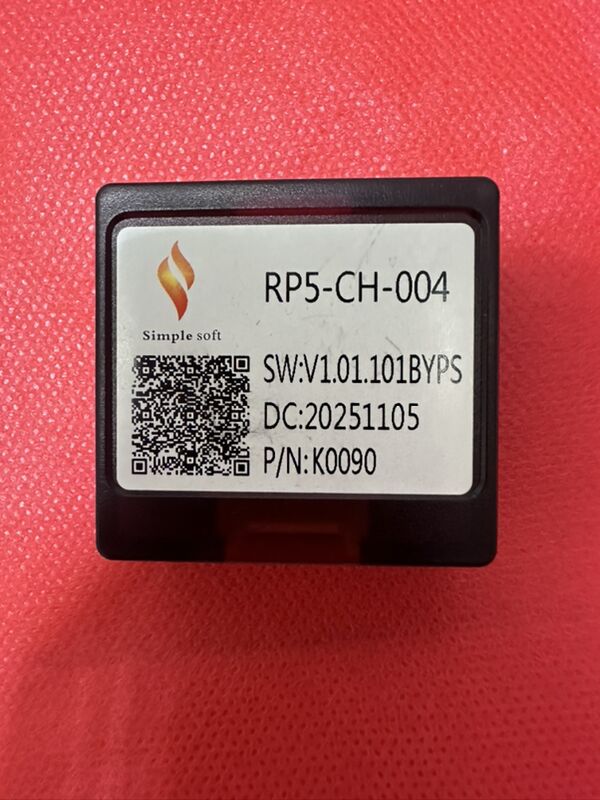 RP5-CH-004
Simple soft
SW:V1.01.101BYPS
DC:20251105
P/N:K0090